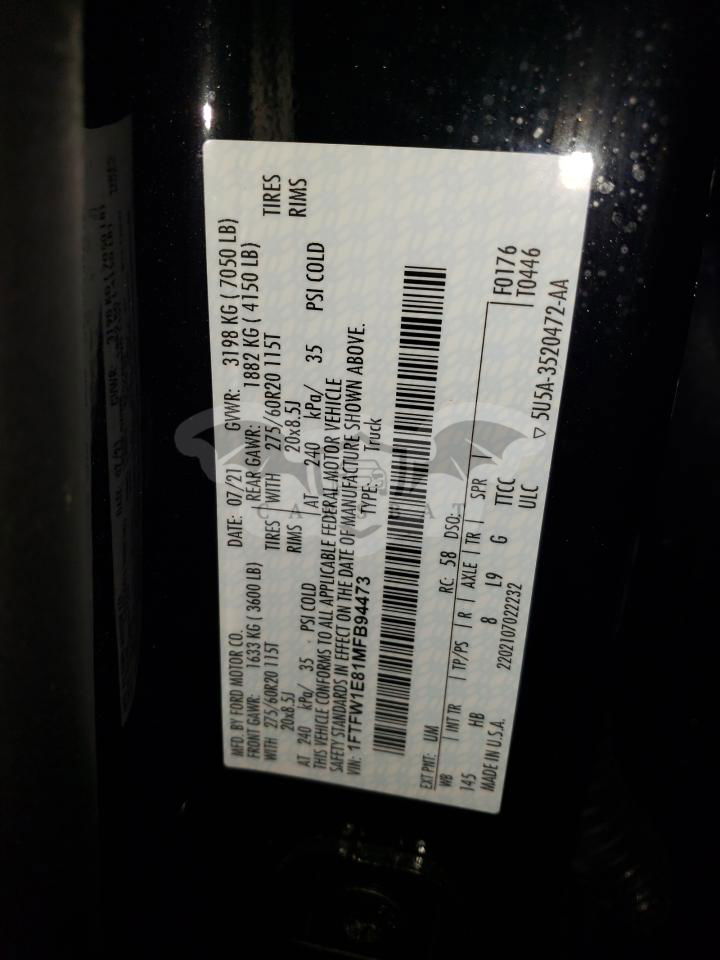 MFD. BY FORD MOTOR CO. DATE: 07/21 GVWR: 3198 KG ( 7050 LB)
FRONT GAWR: 1633 KG (3600 LB) REAR GAWR: 1882 KG ( 4150 LB)
WITH 275/60R20 115T TIRES WITH 275/60R20 115T TIRES
20x8.5J RIMS 20x8.5J RIMS
AT 240 kPa/ 35 PSI COLD AT 240 kPa/ 35 PSI COLD
THIS VEHICLE CONFORMS TO ALL APPLICABLE FEDERAL MOTOR VEHICLE
SAFETY STANDARDS IN EFFECT ON THE DATE OF MANUFACTURE SHOWN ABOVE.
VIN: 1FTFW1E81MFB94473 TYPE: Truck
EXT PNT: UM RC: 58 DSO:
WB | INT TR | TP/PS | R | AXLE | TR | SPR F0176
145 HB 8 L9 G TTCC T0446
MADE IN U.S.A. 2202107022232 ULC
▽ 5U5A-3520472-AA